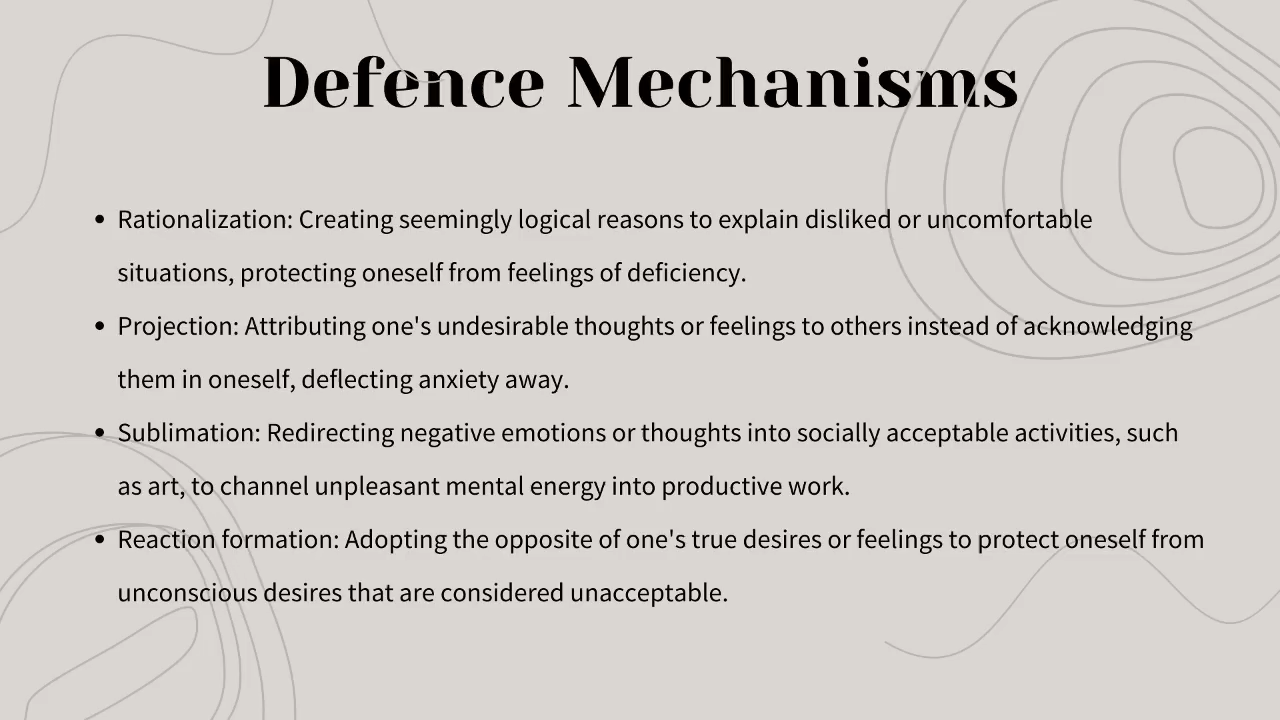 Defence Mechanisms
• Rationalization: Creating seemingly logical reasons to explain disliked or uncomfortable
situations, protecting oneself from feelings of deficiency.
• Projection: Attributing one's undesirable thoughts or feelings to others instead of acknowledging
them in oneself, deflecting anxiety away.
• Sublimation: Redirecting negative emotions or thoughts into socially acceptable activities, such
as art, to channel unpleasant mental energy into productive work.
• Reaction formation: Adopting the opposite of one's true desires or feelings to protect oneself from
unconscious desires that are considered unacceptable.